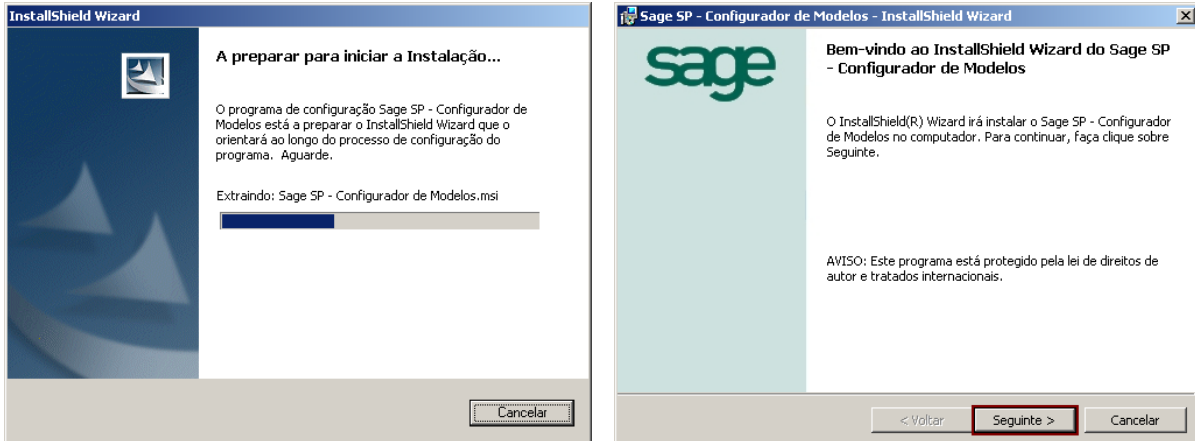 InstallShield Wizard
A preparar para iniciar a Instalação...
O programa de configuração Sage SP - Configurador de
Modelos está a preparar o InstallShield Wizard que o
orientará ao longo do processo de configuração do
programa.  Aguarde.
Extraindo: Sage SP - Configurador de Modelos.msi
Cancelar
Sage SP - Configurador de Modelos - InstallShield Wizard
sage
Bem-vindo ao InstallShield Wizard do Sage SP
- Configurador de Modelos
O InstallShield(R) Wizard irá instalar o Sage SP - Configurador
de Modelos no computador. Para continuar, faça clique sobre
Seguinte.
AVISO: Este programa está protegido pela lei de direitos de
autor e tratados internacionais.
< Voltar
Seguinte >
Cancelar